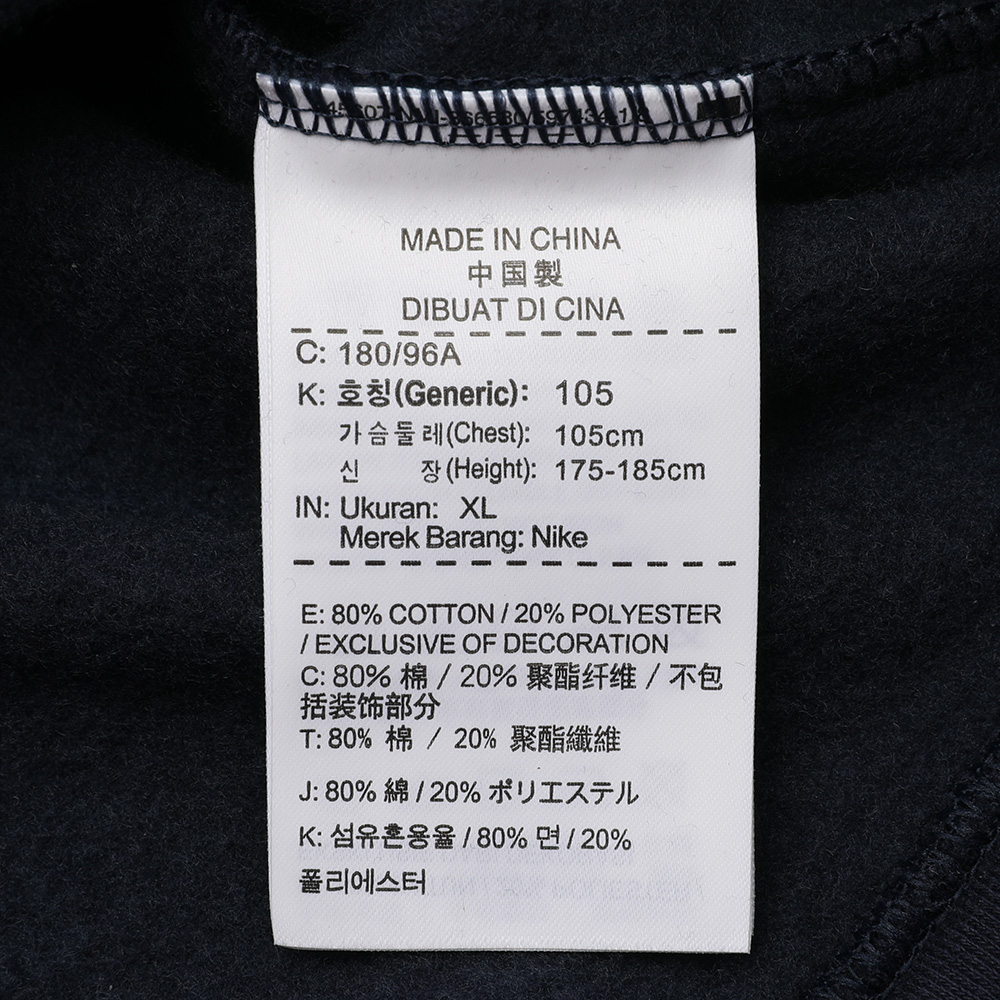 MADE IN CHINA
中国製
DIBUAT DI CINA
C: 180/96A
K: 호칭(Generic): 105
가슴둘레(Chest): 105cm
신 장(Height): 175-185cm
IN: Ukuran: XL
Merek Barang: Nike
E: 80% COTTON / 20% POLYESTER
/ EXCLUSIVE OF DECORATION
C: 80% 棉 / 20% 聚酯纤维 / 不包
括装饰部分
T: 80% 棉 / 20% 聚酯纖維
J: 80% 綿 / 20% ポリエステル
K: 섬유혼용율 / 80% 면 / 20%
폴리에스터